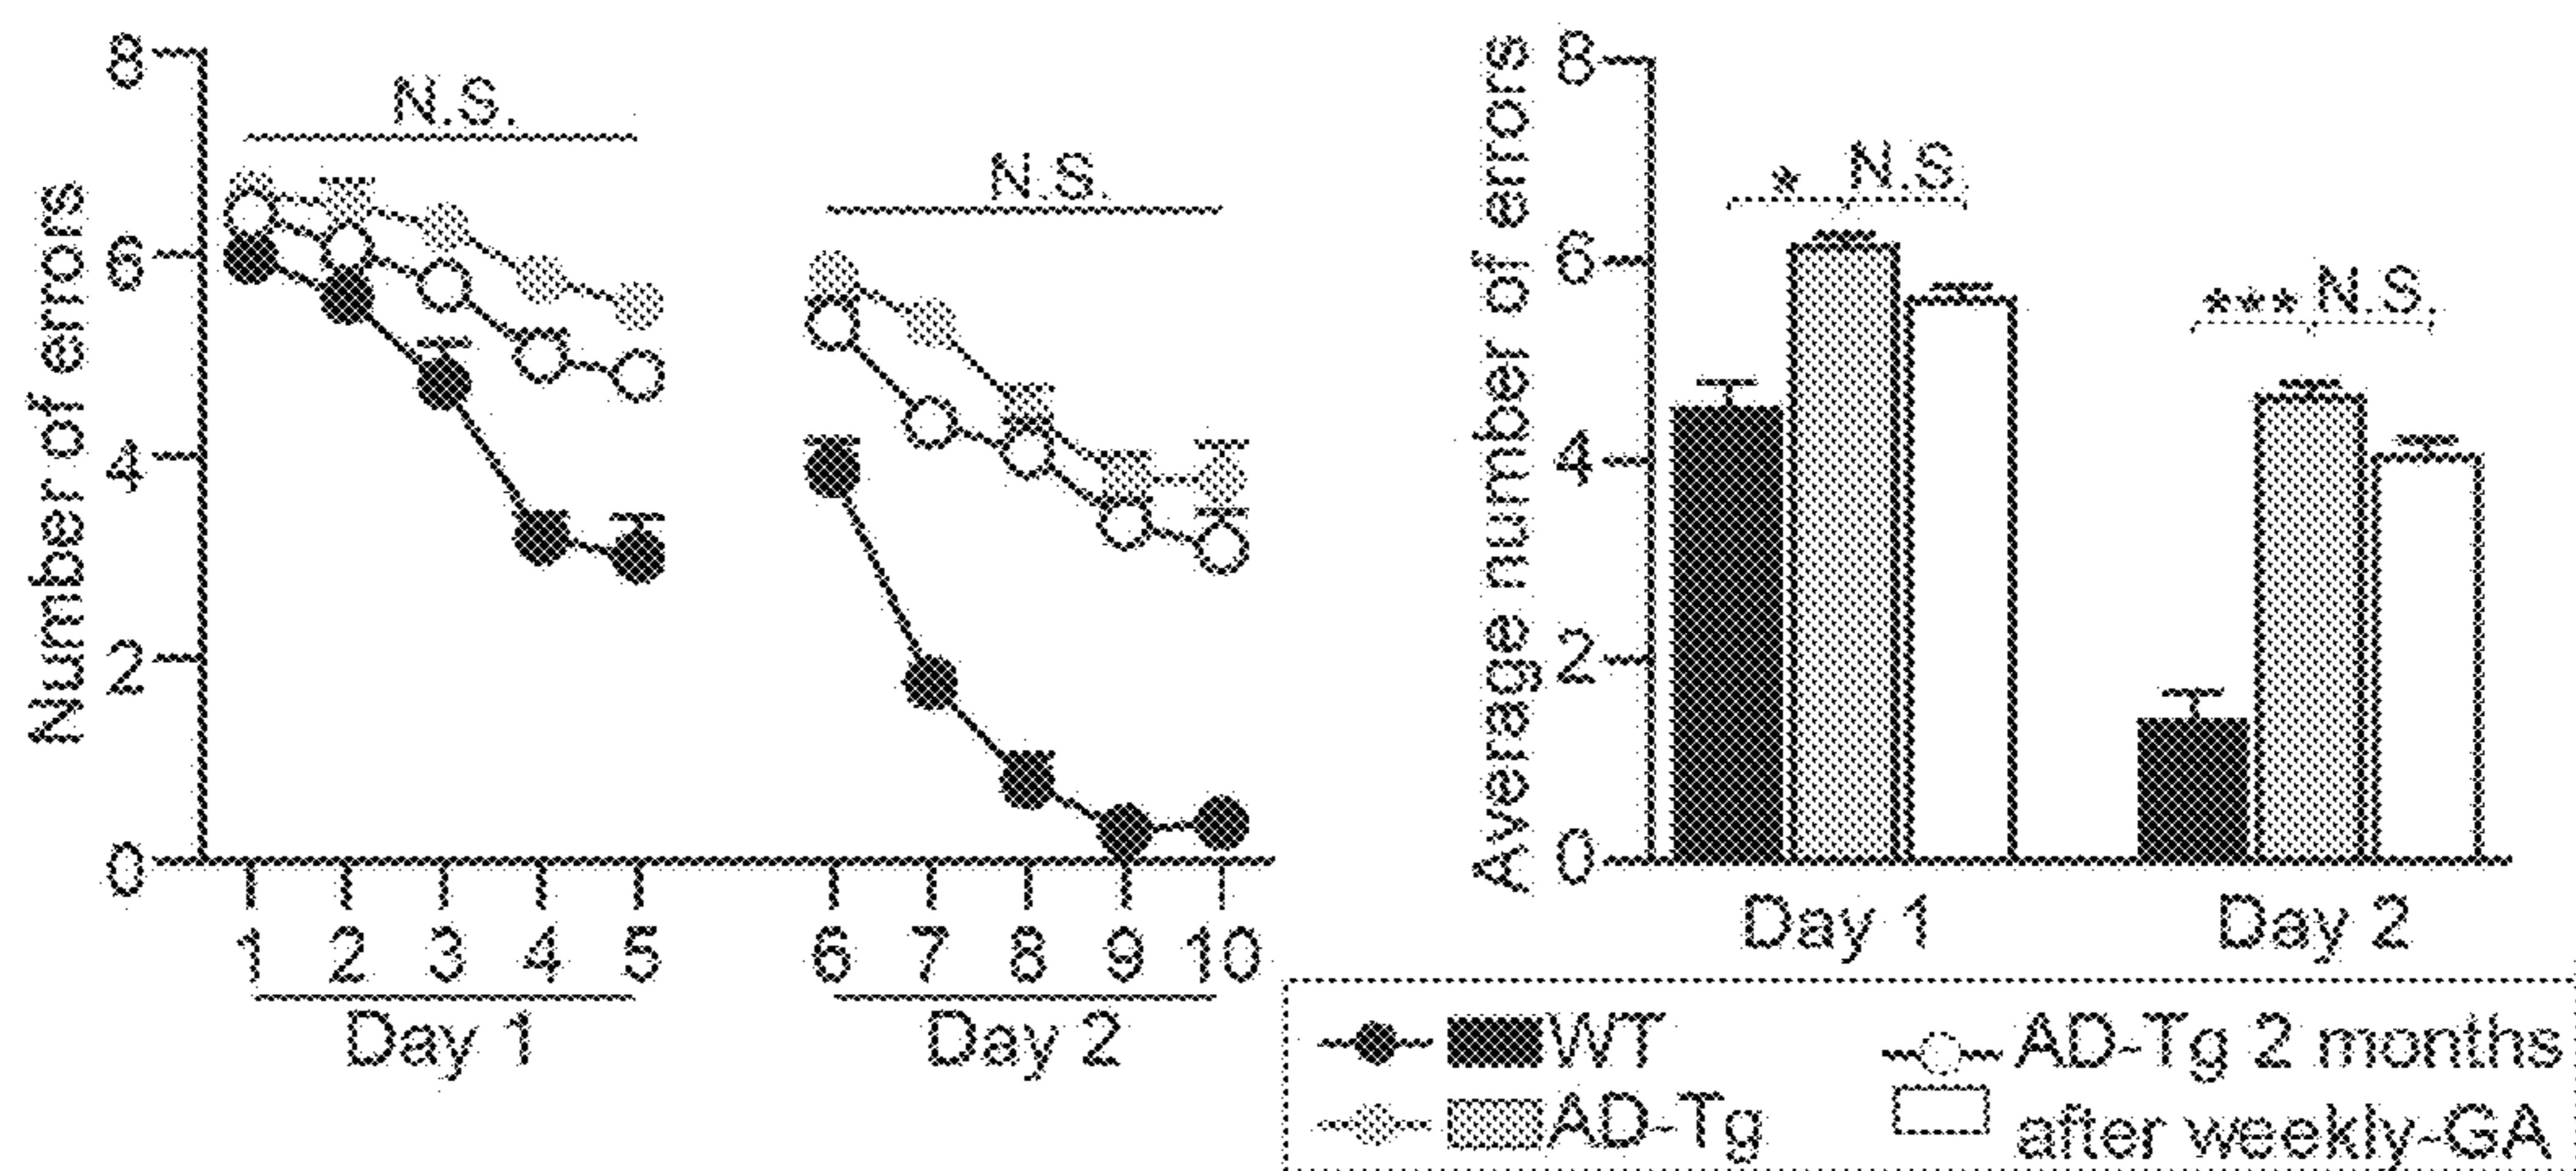 Number of errors
8
6
4
2
0
N.S.
N.S.
1 2 3 4 5 6 7 8 9 10
Day 1 Day 2
Average number of errors
8
6
4
2
0
* N.S.
*** N.S.
Day 1 Day 2
WT
AD-Tg
AD-Tg 2 months
after weekly-GA